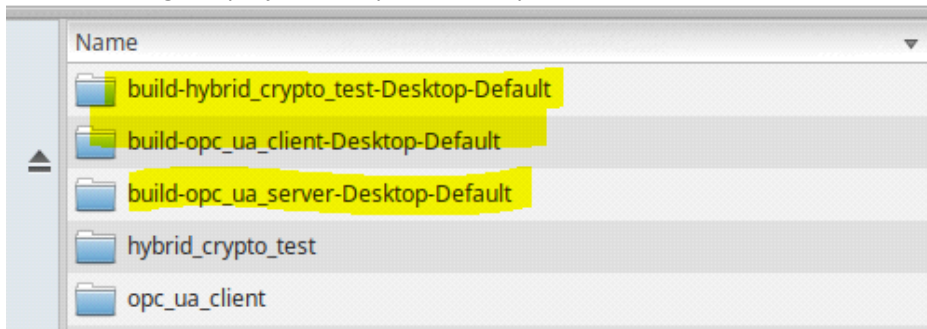 Name
build-hybrid_crypto_test-Desktop-Default
build-opc_ua_client-Desktop-Default
build-opc_ua_server-Desktop-Default
hybrid_crypto_test
opc_ua_client